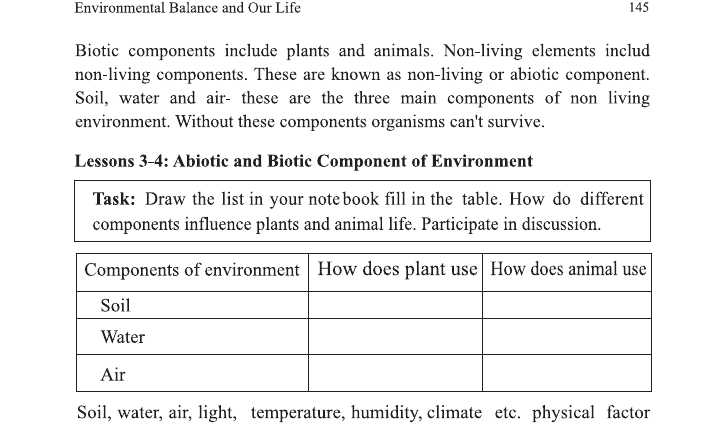 Environmental Balance and Our Life 145
Biotic components include plants and animals. Non-living elements includ
non-living components. These are known as non-living or abiotic component.
Soil, water and air- these are the three main components of non living
environment. Without these components organisms can't survive.
Lessons 3-4: Abiotic and Biotic Component of Environment
Task: Draw the list in your notebook fill in the table. How do different
components influence plants and animal life. Participate in discussion.
Components of environment How does plant use How does animal use
Soil
Water
Air
Soil, water, air, light, temperature, humidity, climate etc. physical factor